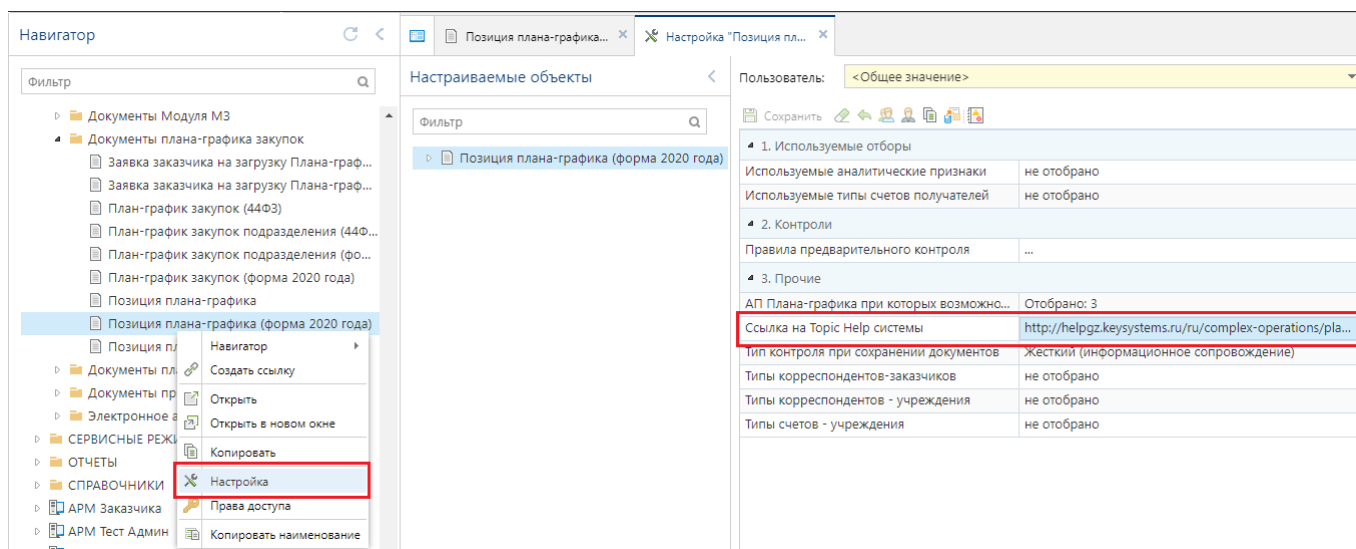 Навигатор
Позиция плана-графика...
Настройка "Позиция пл...
Фильтр
Документы Модуля МЗ
Документы плана-графика закупок
Заявка заказчика на загрузку Плана-граф...
Заявка заказчика на загрузку Плана-граф...
План-график закупок (44ФЗ)
План-график закупок подразделения (44Ф...
План-график закупок подразделения (фо...
План-график закупок (форма 2020 года)
Позиция плана-графика
Позиция плана-графика (форма 2020 года)
Позиция пл
Документы пл
Документы пр
Электронное а
СЕРВИСНЫЕ РЕЖИ
ОТЧЕТЫ
СПРАВОЧНИКИ
АРМ Заказчика
АРМ Тест Админ
Навигатор
Создать ссылку
Открыть
Открыть в новом окне
Копировать
Настройка
Права доступа
Копировать наименование
Настраиваемые объекты
Фильтр
Позиция плана-графика (форма 2020 года)
Пользователь: <Общее значение>
Сохранить
1. Используемые отборы
Используемые аналитические признаки не отобрано
Используемые типы счетов получателей не отобрано
2. Контроли
Правила предварительного контроля ...
3. Прочие
АП Плана-графика при которых возможно... Отобрано: 3
Ссылка на Topic Help системы http://helpgz.keysystems.ru/ru/complex-operations/pla...
Тип контроля при сохранении документов Жесткий (информационное сопровождение)
Типы корреспондентов-заказчиков не отобрано
Типы корреспондентов - учреждения не отобрано
Типы счетов - учреждения не отобрано